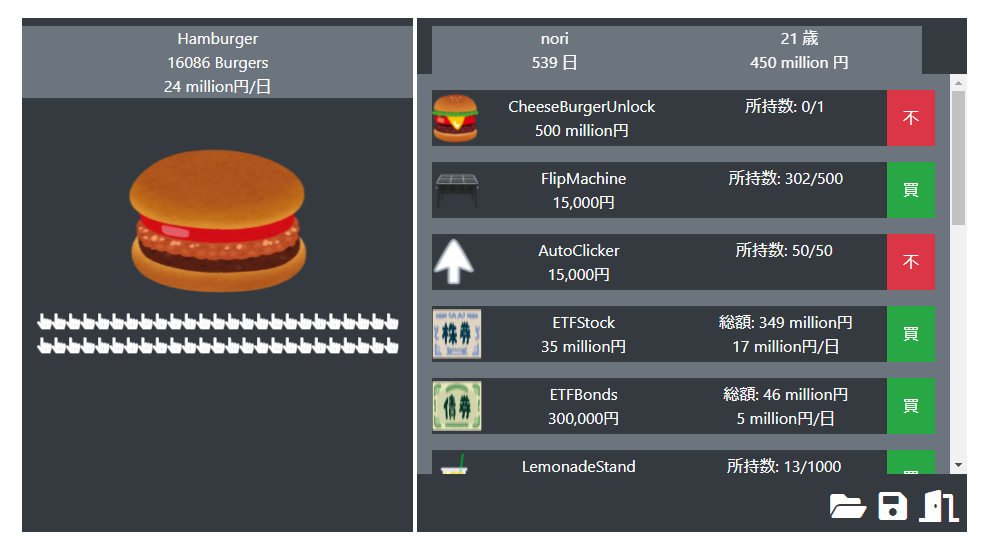 Hamburger
16086 Burgers
24 million円/日
nori
21 歳
539 日
450 million 円
CheeseBurgerUnlock
所持数: 0/1
500 million円
不
FlipMachine
所持数: 302/500
15,000円
買
AutoClicker
所持数: 50/50
15,000円
不
株券
ETFStock
総額: 349 million円
35 million円
17 million円/日
買
債券
ETFBonds
総額: 46 million円
300,000円
5 million円/日
買
LemonadeStand
所持数: 13/1000